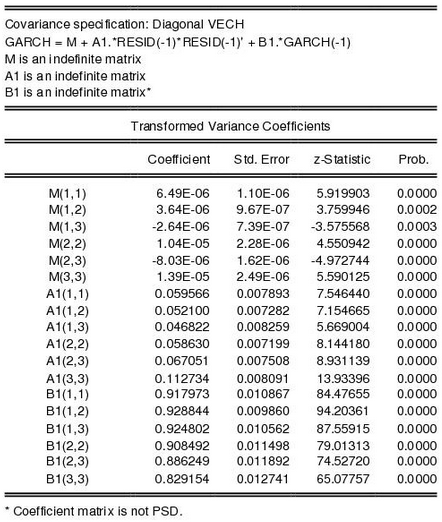 Covariance specification: Diagonal VECH
GARCH = M + A1.*RESID(-1)*RESID(-1)' + B1.*GARCH(-1)
M is an indefinite matrix
A1 is an indefinite matrix
B1 is an indefinite matrix*
Transformed Variance Coefficients
Coefficient Std. Error z-Statistic Prob.
M(1,1) 6.49E-06 1.10E-06 5.919903 0.0000
M(1,2) 3.64E-06 9.67E-07 3.759946 0.0002
M(1,3) -2.64E-06 7.39E-07 -3.575568 0.0003
M(2,2) 1.04E-05 2.28E-06 4.550942 0.0000
M(2,3) -8.03E-06 1.62E-06 -4.972744 0.0000
M(3,3) 1.39E-05 2.49E-06 5.590125 0.0000
A1(1,1) 0.059566 0.007893 7.546440 0.0000
A1(1,2) 0.052100 0.007282 7.154665 0.0000
A1(1,3) 0.046822 0.008259 5.669004 0.0000
A1(2,2) 0.058630 0.007199 8.144180 0.0000
A1(2,3) 0.067051 0.007508 8.931139 0.0000
A1(3,3) 0.112734 0.008091 13.93396 0.0000
B1(1,1) 0.917973 0.010867 84.47655 0.0000
B1(1,2) 0.928844 0.009860 94.20361 0.0000
B1(1,3) 0.924802 0.010562 87.55915 0.0000
B1(2,2) 0.908492 0.011498 79.01313 0.0000
B1(2,3) 0.886249 0.011892 74.52720 0.0000
B1(3,3) 0.829154 0.012741 65.07757 0.0000
* Coefficient matrix is not PSD.